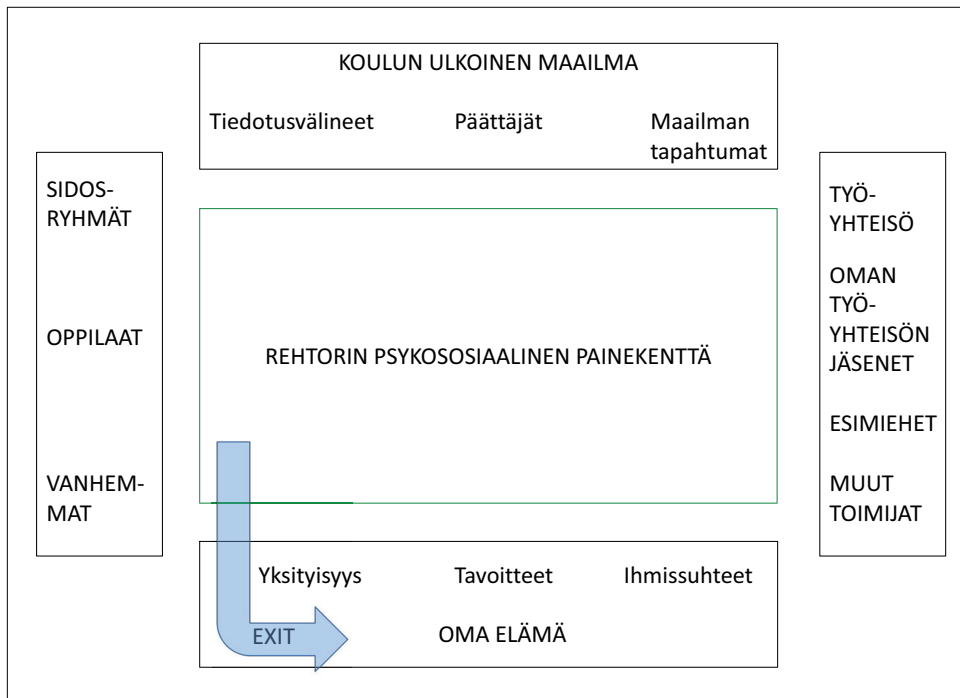 KOULUN ULKOINEN MAAILMA
Tiedotusvälineet Päättäjät Maailman
tapahtumat
SIDOS-
RYHMÄT
OPPILAAT
VANHEM-
MAT
REHTORIN PSYKOSOSIAALINEN PAINEKENTTÄ
TYÖ-
YHTEISÖ
OMAN
TYÖ-
YHTEISÖN
JÄSENET
ESIMIEHET
MUUT
TOIMIJAT
Yksityisyys Tavoitteet Ihmissuhteet
EXIT OMA ELÄMÄ